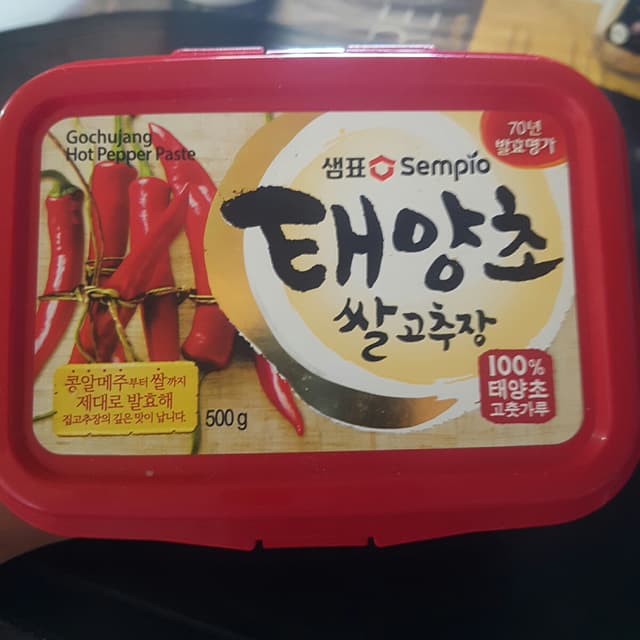 Gochujang
Hot Pepper Paste
70년
발효명가
샘표 Sempio
태양초
쌀고추장
100%
태양초
고춧가루
콩알메주부터 쌀까지
제대로 발효해
집고추장의 깊은 맛이 납니다.
500 g